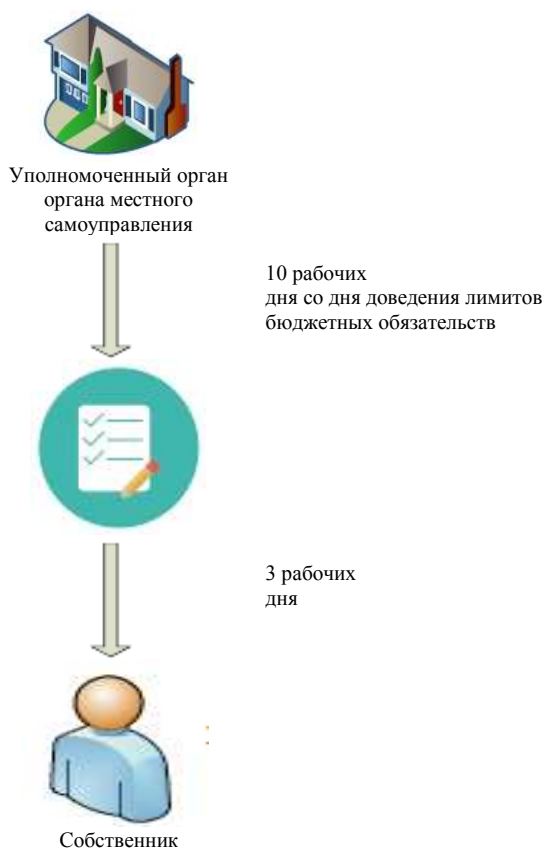 Уполномоченный орган
органа местного
самоуправления
10 рабочих
дня со дня доведения лимитов
бюджетных обязательств
3 рабочих
дня
Собственник